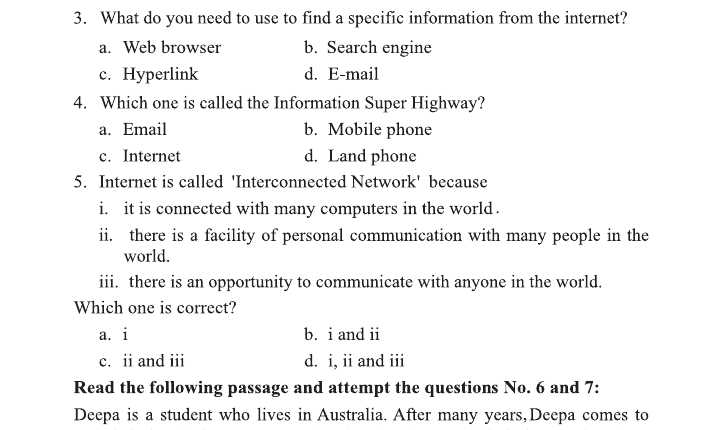 3. What do you need to use to find a specific information from the internet?
a. Web browser b. Search engine
c. Hyperlink d. E-mail
4. Which one is called the Information Super Highway?
a. Email b. Mobile phone
c. Internet d. Land phone
5. Internet is called 'Interconnected Network' because
i. it is connected with many computers in the world.
ii. there is a facility of personal communication with many people in the
world.
iii. there is an opportunity to communicate with anyone in the world.
Which one is correct?
a. i b. i and ii
c. ii and iii d. i, ii and iii
Read the following passage and attempt the questions No. 6 and 7:
Deepa is a student who lives in Australia. After many years, Deepa comes to